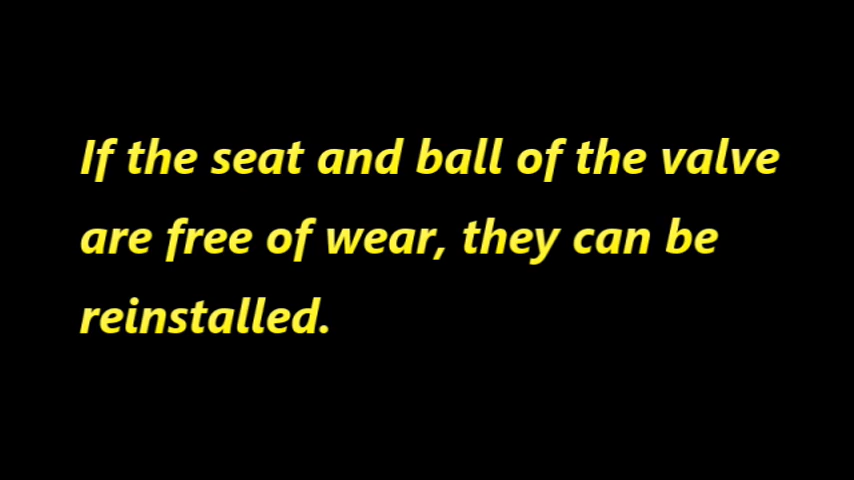 If the seat and ball of the valve
are free of wear, they can be
reinstalled.